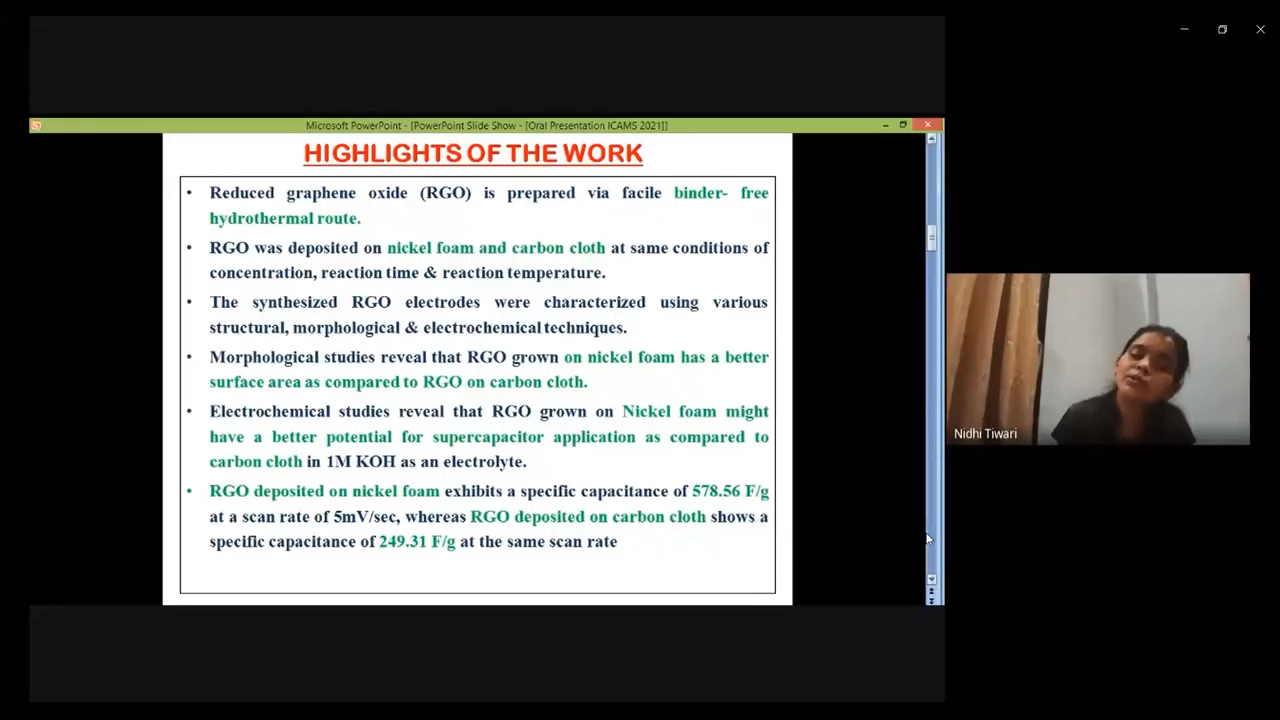 Microsoft PowerPoint - [PowerPoint Slide Show - [Oral Presentation ICAMS 2021]]
HIGHLIGHTS OF THE WORK
• Reduced graphene oxide (RGO) is prepared via facile binder- free
hydrothermal route.
• RGO was deposited on nickel foam and carbon cloth at same conditions of
concentration, reaction time & reaction temperature.
• The synthesized RGO electrodes were characterized using various
structural, morphological & electrochemical techniques.
• Morphological studies reveal that RGO grown on nickel foam has a better
surface area as compared to RGO on carbon cloth.
• Electrochemical studies reveal that RGO grown on Nickel foam might
have a better potential for supercapacitor application as compared to
carbon cloth in 1M KOH as an electrolyte.
• RGO deposited on nickel foam exhibits a specific capacitance of 578.56 F/g
at a scan rate of 5mV/sec, whereas RGO deposited on carbon cloth shows a
specific capacitance of 249.31 F/g at the same scan rate
Nidhi Tiwari